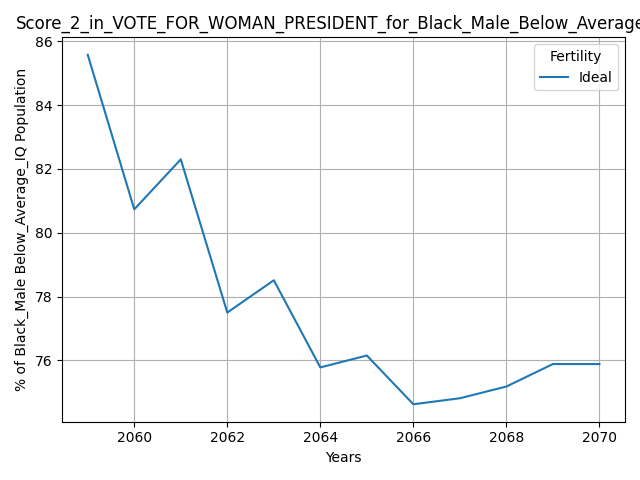 Score_2_in_VOTE_FOR_WOMAN_PRESIDENT_for_Black_Male_Below_Average
86
84
82
80
78
76
% of Black_Male Below_Average_IQ Population
Fertility
Ideal
2060 2062 2064 2066 2068 2070
Years